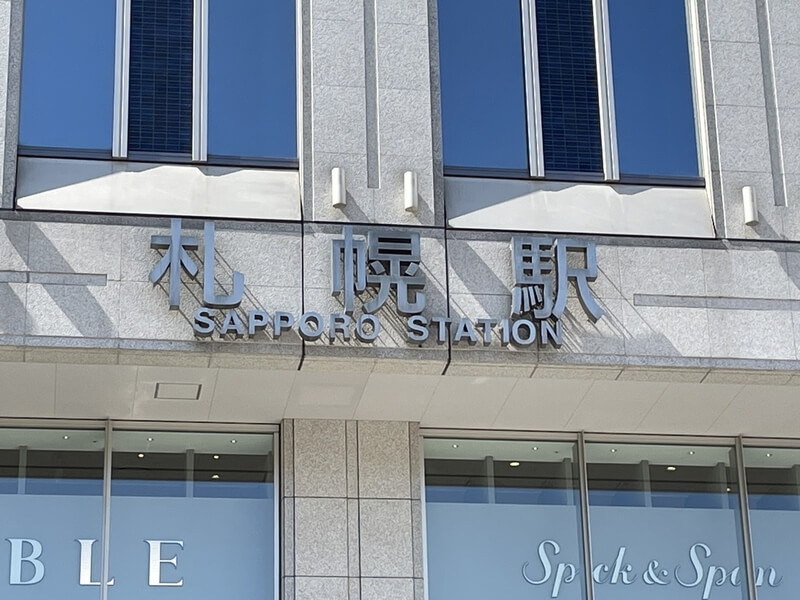 札幌駅
SAPPORO STATION
BLE
Spick & Span